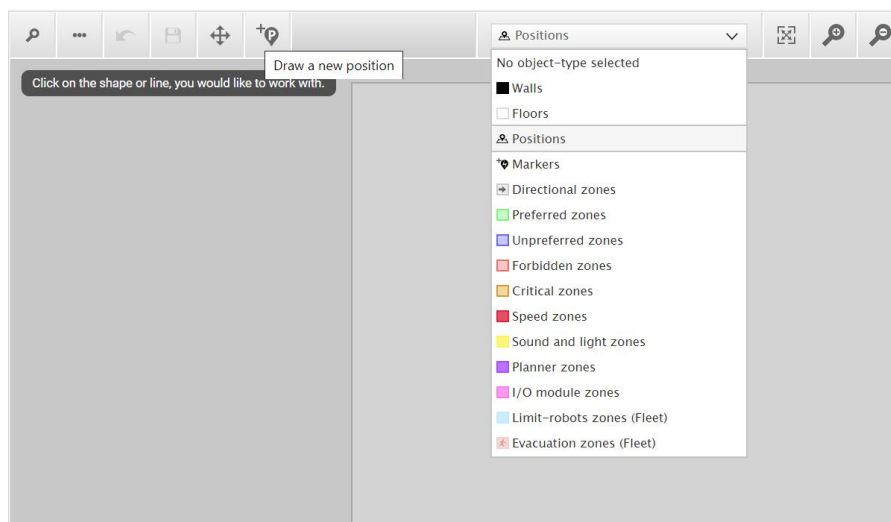 Positions
Draw a new position
Click on the shape or line, you would like to work with.
No object-type selected
Walls
Floors
Positions
Markers
Directional zones
Preferred zones
Unpreferred zones
Forbidden zones
Critical zones
Speed zones
Sound and light zones
Planner zones
I/O module zones
Limit-robots zones (Fleet)
Evacuation zones (Fleet)